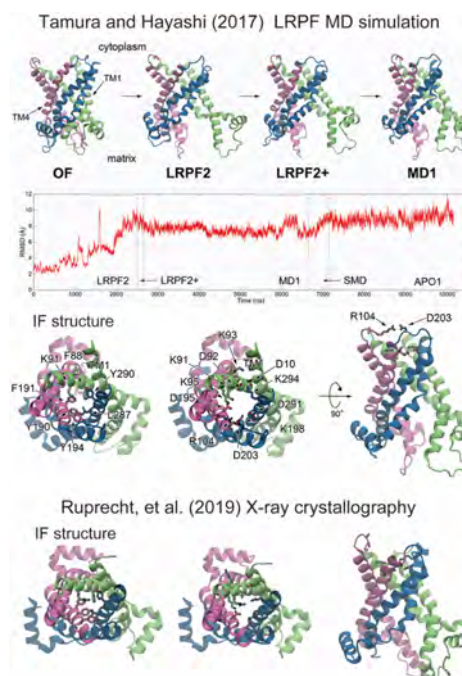 Tamura and Hayashi (2017) LRPF MD simulation
cytoplasm
TM1
TM4
matrix
OF LRPF2 LRPF2+ MD1
RMSD (Å)
12
10
8
6
4
2
0
LRPF2 LRPF2+ MD1 SMD APO1
0 1000 2000 3000 4000 5000 6000 7000 8000 9000 10000
Time (ns)
IF structure
K91 F88 TM1
Y290
F191
L287
Y190
Y194
K93
K91 D92 TM1
D10
K95 K294
D195 D291
K198
R104
D203
R104 D203
90°
Ruprecht, et al. (2019) X-ray crystallography
IF structure